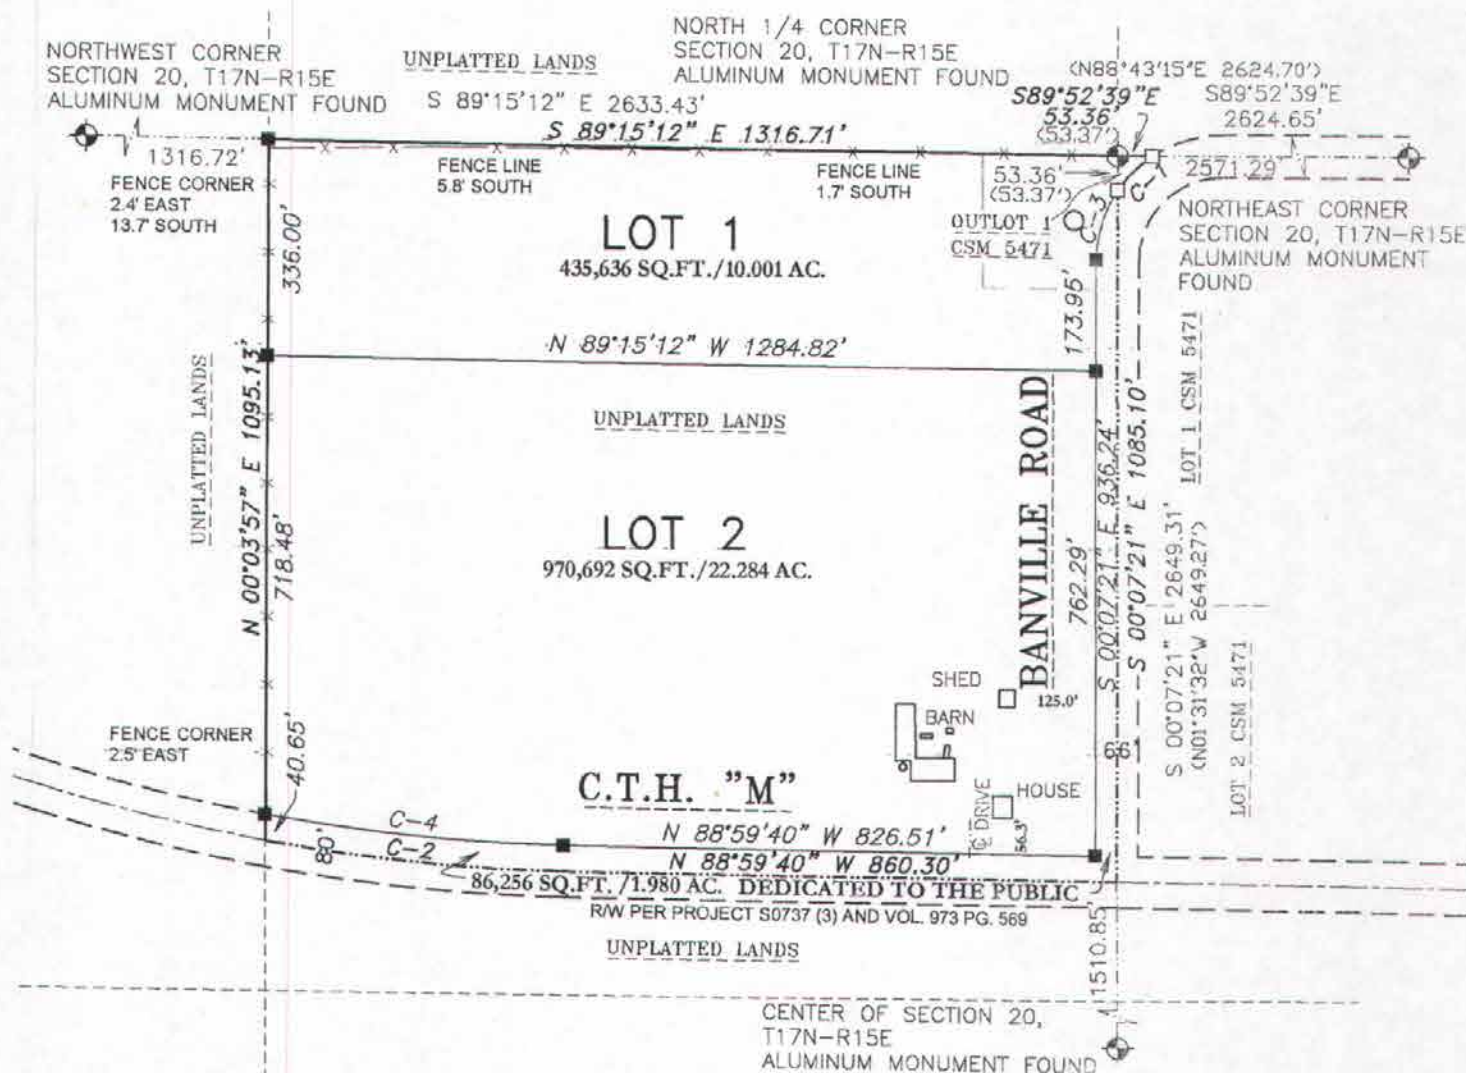 NORTHWEST CORNER
SECTION 20, T17N-R15E
ALUMINUM MONUMENT FOUND
UNPLATTED LANDS
NORTH 1/4 CORNER
SECTION 20, T17N-R15E
ALUMINUM MONUMENT FOUND
(N88°43'15"E 2624.70')
S89°52'39"E
2624.65'
S89°52'39"E
53.36'
(53.37')
S 89°15'12" E 2633.43'
S 89°15'12" E 1316.71'
1316.72'
FENCE CORNER
2.4' EAST
13.7' SOUTH
FENCE LINE
5.8' SOUTH
FENCE LINE
1.7' SOUTH
53.36'
(53.37')
2571.29'
NORTHEAST CORNER
SECTION 20, T17N-R15E
ALUMINUM MONUMENT
FOUND
336.00'
LOT 1
435,636 SQ.FT./10.001 AC.
OUTLOT 1
CSM 5471
C-3
173.95'
N 89°15'12" W 1284.82'
UNPLATTED LANDS
N 00°03'57" E 1095.13'
718.48'
UNPLATTED LANDS
LOT 2
970,692 SQ.FT./22.284 AC.
BANVILLE ROAD
762.29'
S 00°07'21" E 936.24'
S 00°07'21" E 1085.10'
S 00°07'21" E 2649.31'
(N01°31'32"W 2649.27')
LOT 1 CSM 5471
LOT 2 CSM 5471
SHED
125.0'
BARN
66'
FENCE CORNER
2.5' EAST
40.65'
C.T.H. "M"
DRIVE
HOUSE
56.3'
C-4
N 88°59'40" W 826.51'
80'
C-2
N 88°59'40" W 860.30'
86,256 SQ.FT./1.980 AC. DEDICATED TO THE PUBLIC
R/W PER PROJECT S0737 (3) AND VOL. 973 PG. 569
UNPLATTED LANDS
1510.85'
CENTER OF SECTION 20,
T17N-R15E
ALUMINUM MONUMENT FOUND